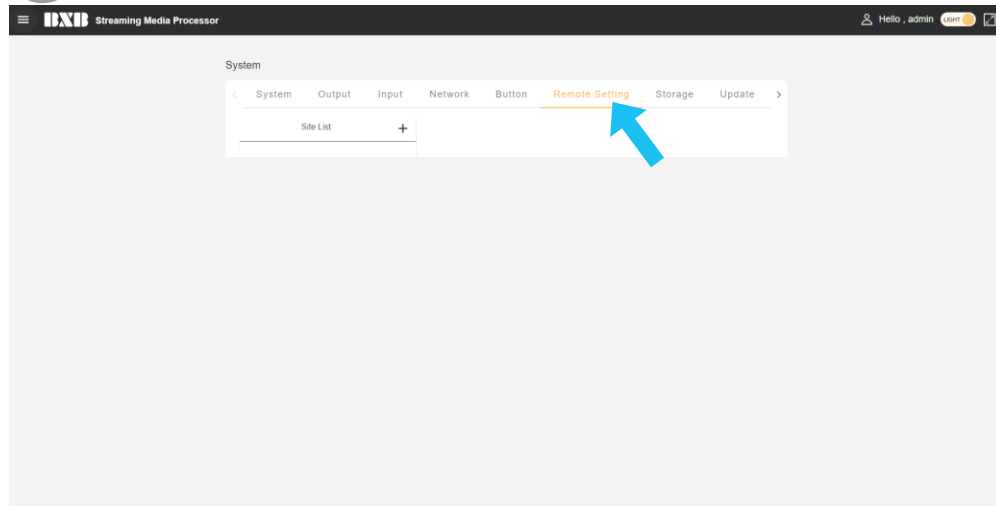 BXB Streaming Media Processor Hello , admin LIGHT
System
System Output Input Network Button Remote Setting Storage Update
Site List +